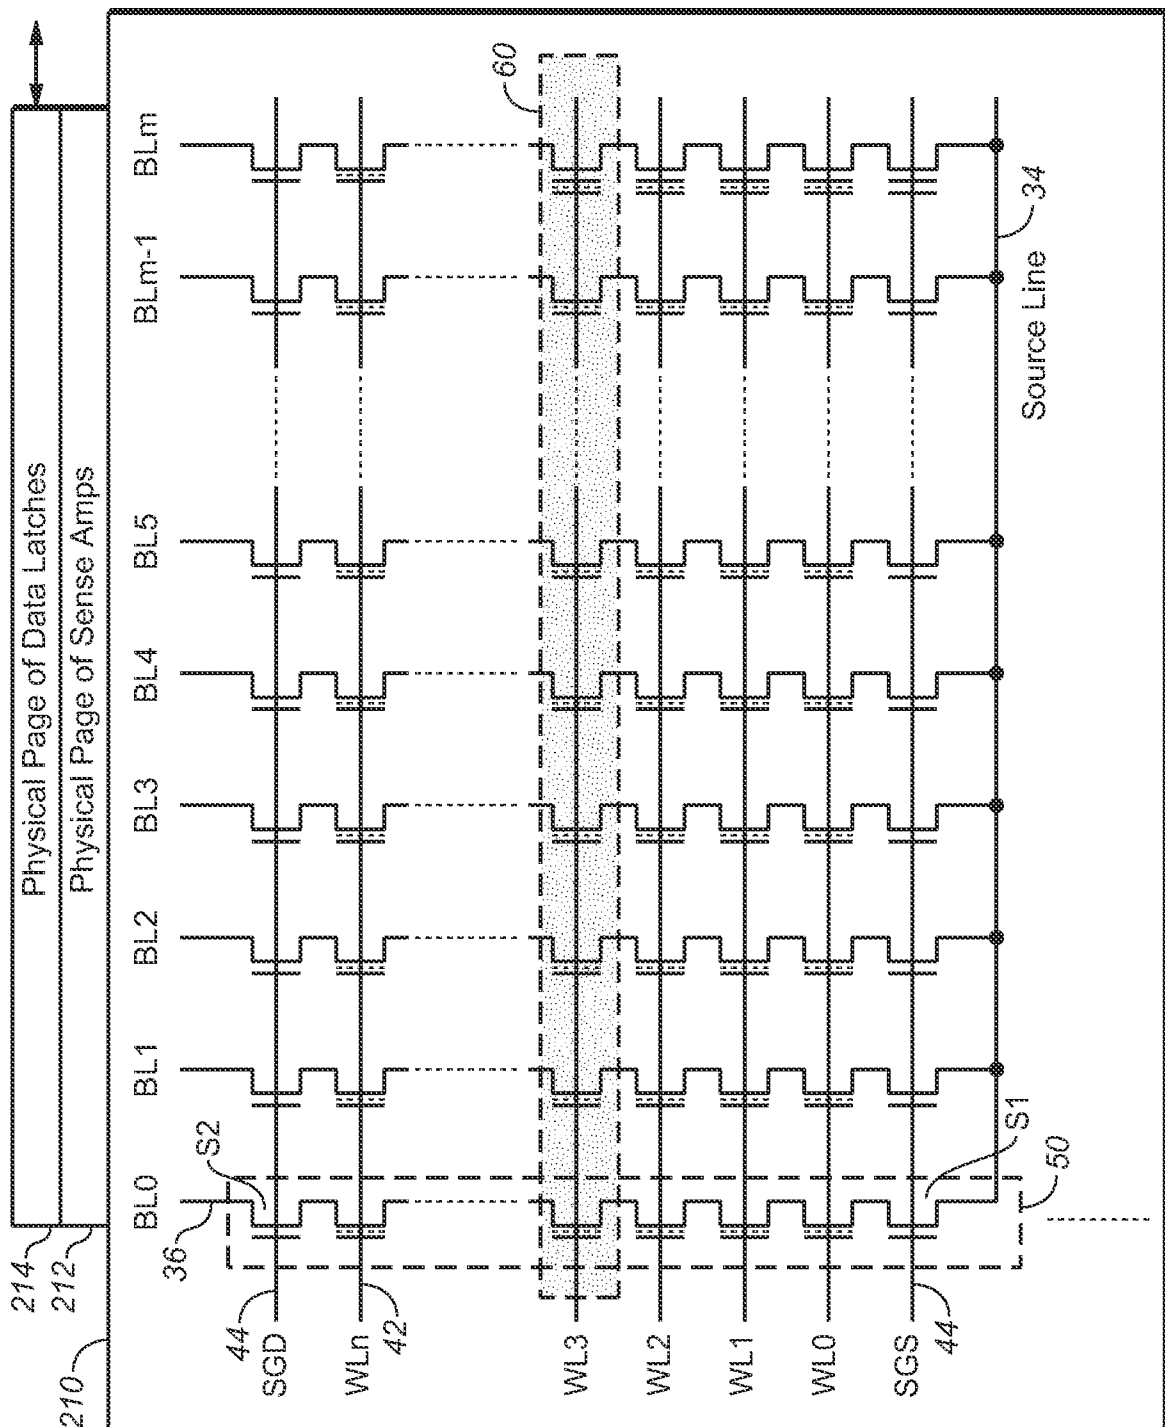 Physical Page of Data Latches
Physical Page of Sense Amps
214
212
210
BL0
BL1
BL2
BL3
BL4
BL5
BLm-1
BLm
36
S2
44
SGD
WLn
42
60
WL3
WL2
WL1
WL0
SGS
44
S1
50
Source Line
34